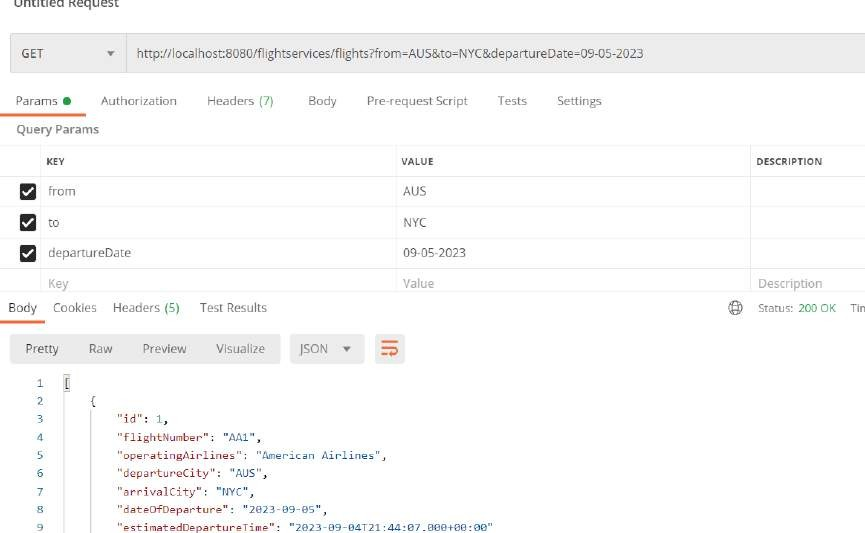 Untitled Request
GET http://localhost:8080/flightservices/flights?from=AUS&to=NYC&departureDate=09-05-2023
Params Authorization Headers (7) Body Pre-request Script Tests Settings
Query Params
KEY VALUE DESCRIPTION
from AUS
to NYC
departureDate 09-05-2023
Key Value Description
Body Cookies Headers (5) Test Results Status: 200 OK
Pretty Raw Preview Visualize JSON
1 [
2 {
3 "id": 1,
4 "flightNumber": "AA1",
5 "operatingAirlines": "American Airlines",
6 "departureCity": "AUS",
7 "arrivalCity": "NYC",
8 "dateOfDeparture": "2023-09-05",
9 "estimatedDepartureTime": "2023-09-04T21:44:07.000+00:00"